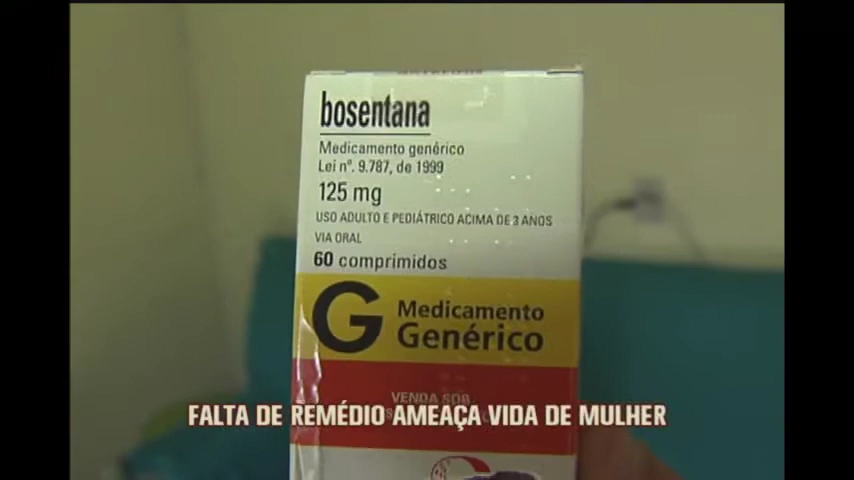 bosentana
Medicamento genérico
Lei nº. 9.787, de 1999
125 mg
USO ADULTO E PEDIÁTRICO ACIMA DE 3 ANOS
VIA ORAL
60 comprimidos
G Medicamento
Genérico
VENDA SOB
FALTA DE REMÉDIO AMEAÇA VIDA DE MULHER